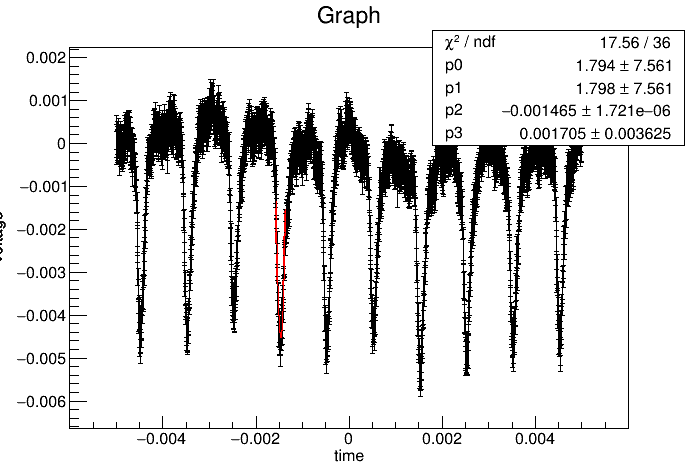 Graph
χ² / ndf 17.56 / 36
p0 1.794 ± 7.561
p1 1.798 ± 7.561
p2 −0.001465 ± 1.721e−06
p3 0.001705 ± 0.003625
0.002
0.001
0
−0.001
−0.002
−0.003
−0.004
−0.005
−0.006
−0.004 −0.002 0 0.002 0.004
time